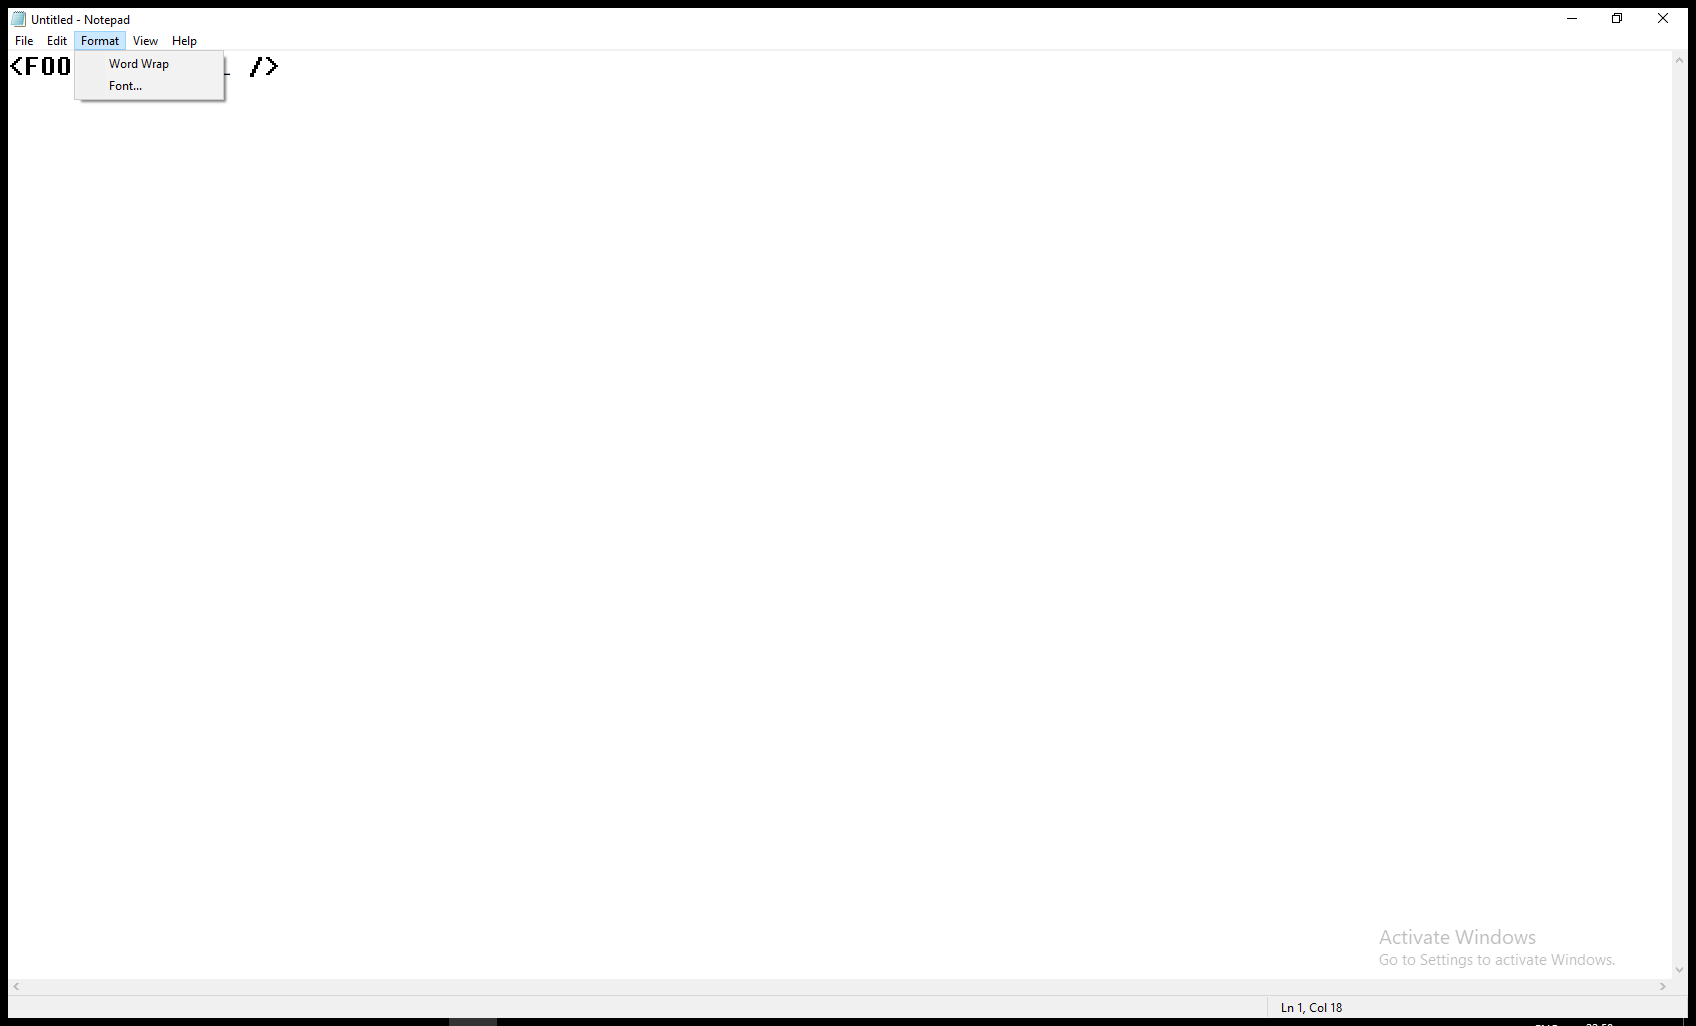 Untitled - Notepad
File Edit Format View Help
<FOO />
Word Wrap
Font...
Activate Windows
Go to Settings to activate Windows.
Ln 1, Col 18